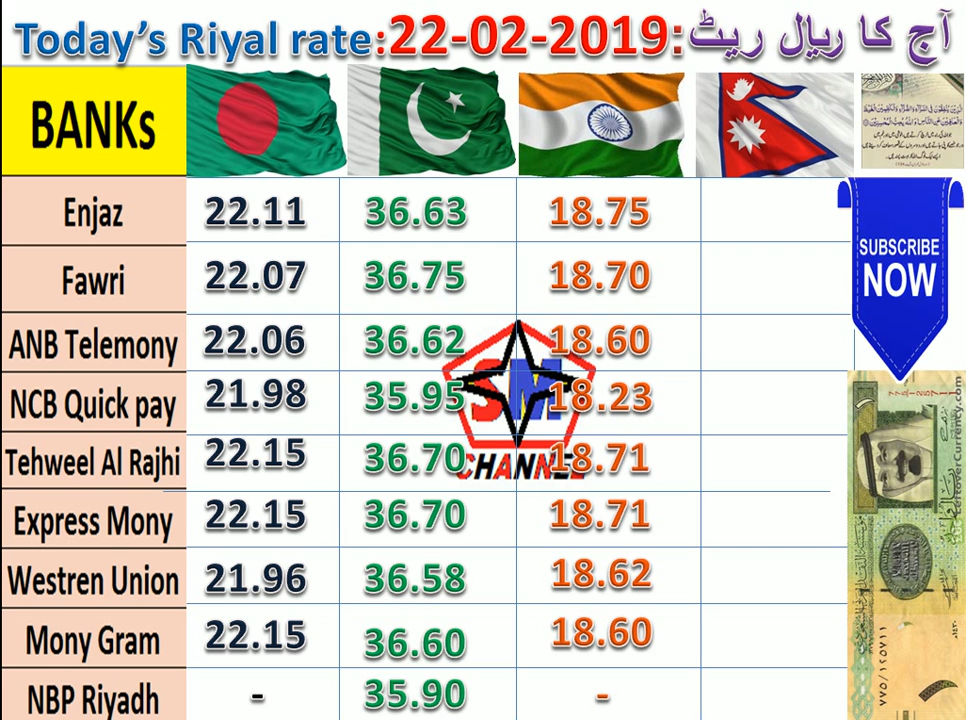 Today's Riyal rate:22-02-2019:آج کا ریال ریٹ
BANKs
Enjaz 22.11 36.63 18.75
Fawri 22.07 36.75 18.70
ANB Telemony 22.06 36.62 18.60
NCB Quick pay 21.98 35.95 18.23
Tehweel Al Rajhi 22.15 36.70 18.71
Express Mony 22.15 36.70 18.71
Westren Union 21.96 36.58 18.62
Mony Gram 22.15 36.60 18.60
NBP Riyadh - 35.90 -
SM
CHANNEL
SUBSCRIBE
NOW
LeftoverCurrency.com
٧٧٥/١٤٥٧١١